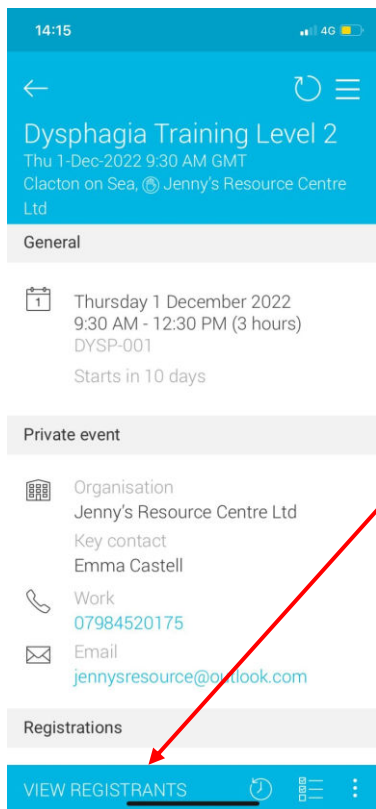 14:15
4G
Dysphagia Training Level 2
Thu 1-Dec-2022 9:30 AM GMT
Clacton on Sea, Jenny's Resource Centre
Ltd
General
1
Thursday 1 December 2022
9:30 AM - 12:30 PM (3 hours)
DYSP-001
Starts in 10 days
Private event
Organisation
Jenny's Resource Centre Ltd
Key contact
Emma Castell
Work
07984520175
Email
jennysresource@outlook.com
Registrations
VIEW REGISTRANTS